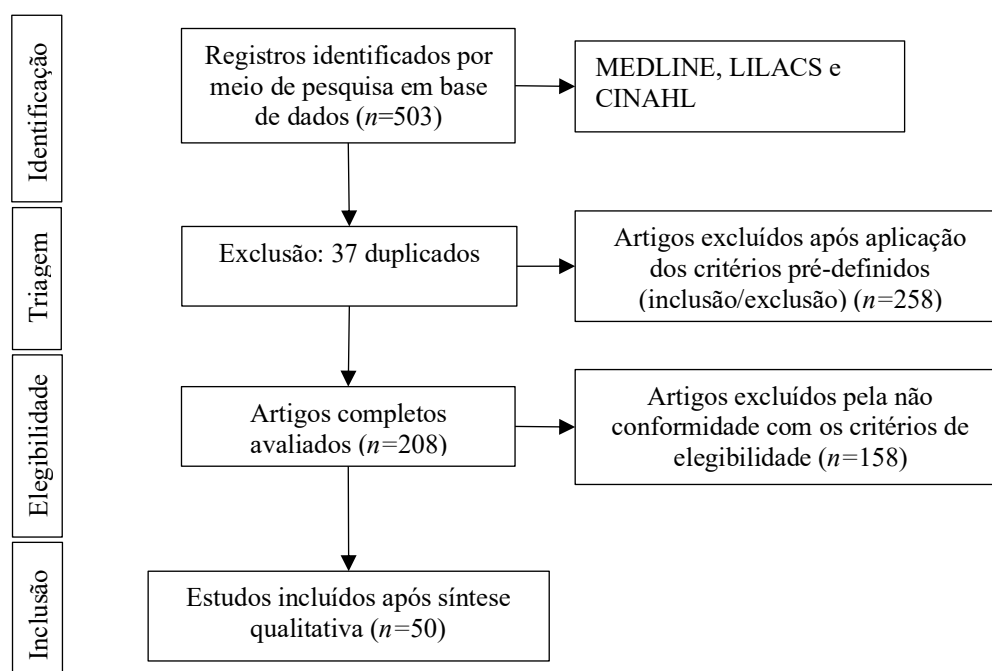 Identificação
Registros identificados por
meio de pesquisa em base
de dados (n=503)
MEDLINE, LILACS e
CINAHL
Triagem
Exclusão: 37 duplicados
Artigos excluídos após aplicação
dos critérios pré-definidos
(inclusão/exclusão) (n=258)
Elegibilidade
Artigos completos
avaliados (n=208)
Artigos excluídos pela não
conformidade com os critérios de
elegibilidade (n=158)
Inclusão
Estudos incluídos após síntese
qualitativa (n=50)